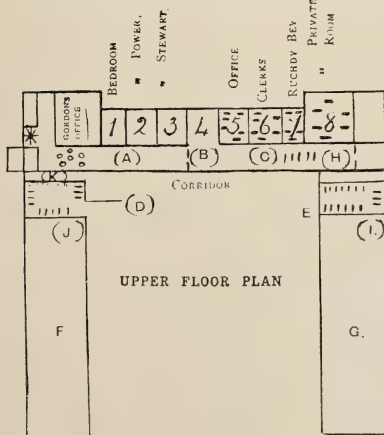 BEDROOM
" POWER.
" STEWART.
OFFICE
CLERKS
RUCHDY BEY
PRIVATE
" ROOM
GORDON'S OFFICE
1 2 3 4 5 6 7 8
(A) (B) (C) (H)
(K)
CORRIDOR
(D) E
(J) (I.)
UPPER FLOOR PLAN
F G.